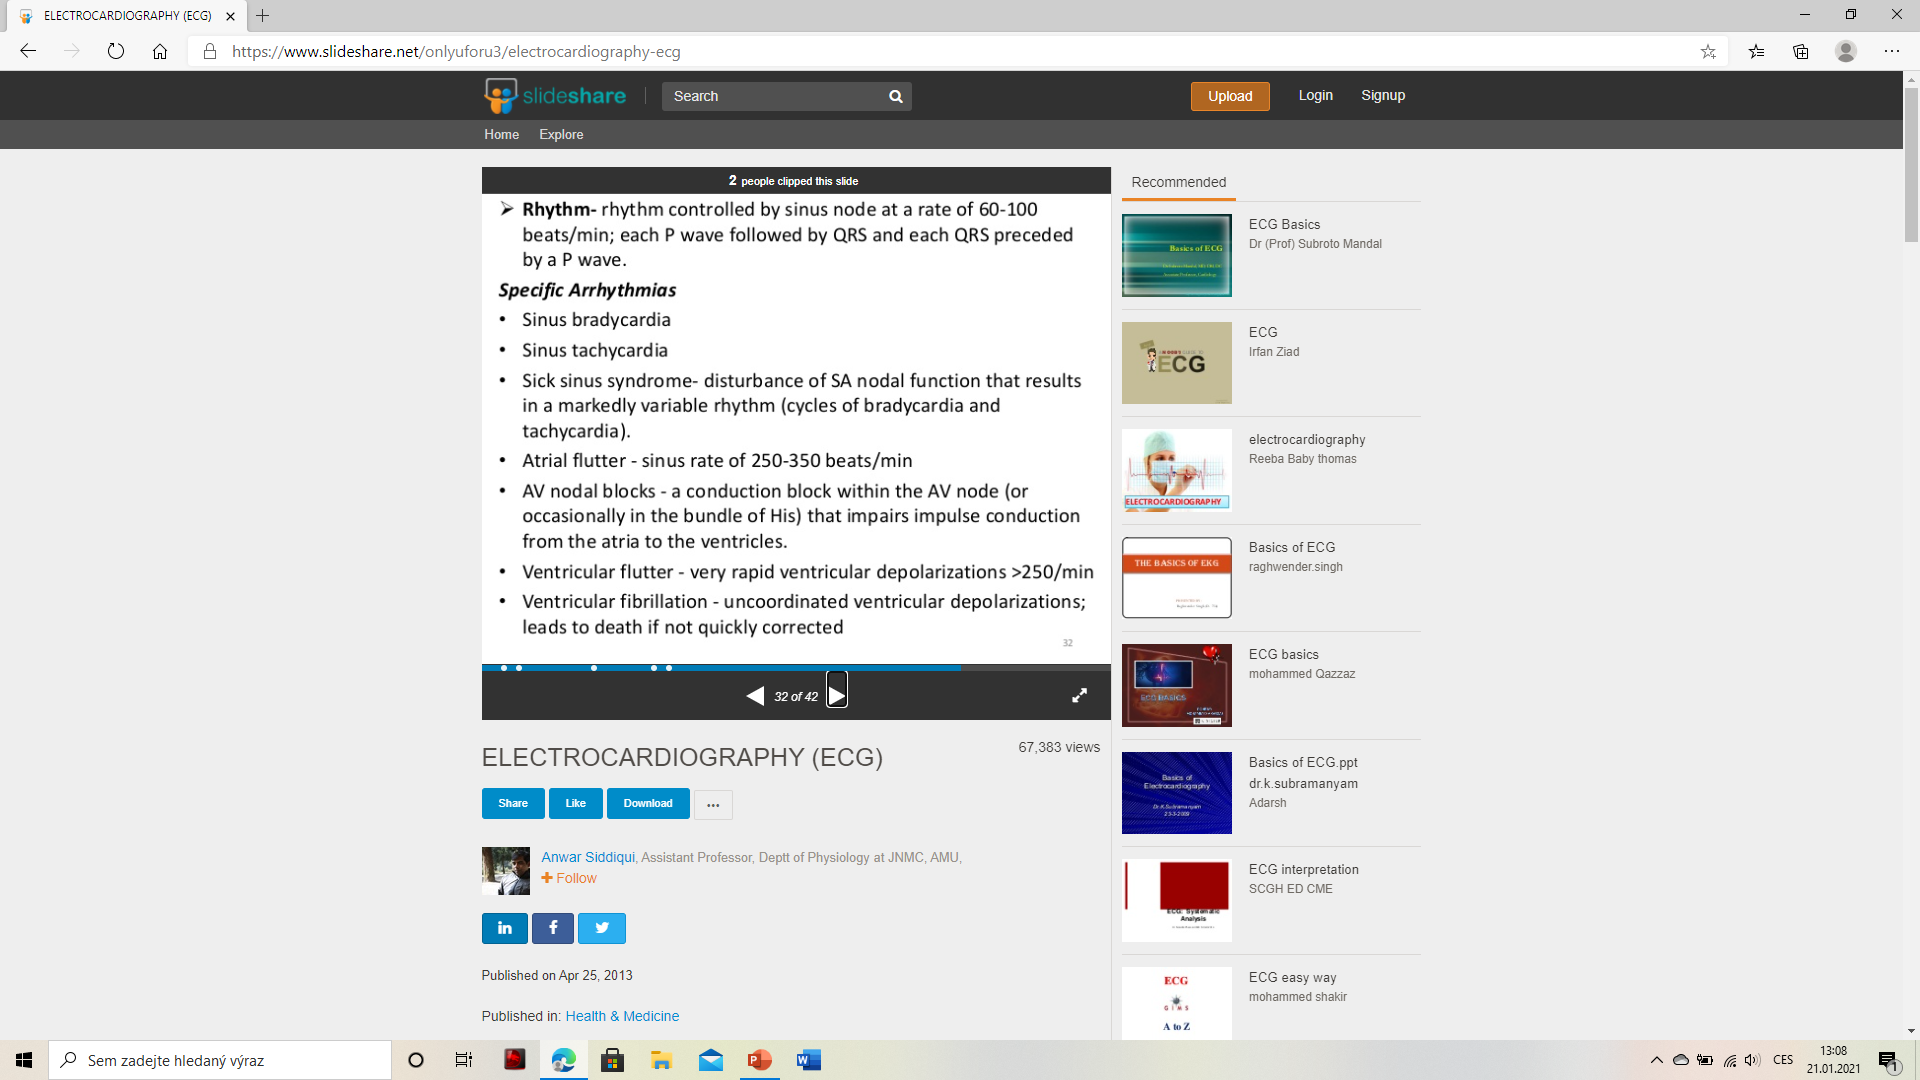 ELECTROCARDIOGRAPHY (ECG)
https://www.slideshare.net/onlyuforu3/electrocardiography-ecg
slideshare
Search
Upload
Login
Signup
Home
Explore
2 people clipped this slide
Rhythm- rhythm controlled by sinus node at a rate of 60-100
beats/min; each P wave followed by QRS and each QRS preceded
by a P wave.
Specific Arrhythmias
• Sinus bradycardia
• Sinus tachycardia
• Sick sinus syndrome- disturbance of SA nodal function that results
in a markedly variable rhythm (cycles of bradycardia and
tachycardia).
• Atrial flutter - sinus rate of 250-350 beats/min
• AV nodal blocks - a conduction block within the AV node (or
occasionally in the bundle of His) that impairs impulse conduction
from the atria to the ventricles.
• Ventricular flutter - very rapid ventricular depolarizations >250/min
• Ventricular fibrillation - uncoordinated ventricular depolarizations;
leads to death if not quickly corrected
32
32 of 42
ELECTROCARDIOGRAPHY (ECG)
67,383 views
Share
Like
Download
...
Anwar Siddiqui, Assistant Professor, Deptt of Physiology at JNMC, AMU,
Follow
in
f
Published on Apr 25, 2013
Published in: Health & Medicine
Recommended
Basics of ECG
ECG Basics
Dr (Prof) Subroto Mandal
ECG
ECG
Irfan Ziad
ELECTROCARDIOGRAPHY
electrocardiography
Reeba Baby thomas
THE BASICS OF EKG
Basics of ECG
raghwender.singh
ECG BASICS
ECG basics
mohammed Qazzaz
Basics of
Electrocardiography
Dr.K.Subramanyam
Basics of ECG.ppt
dr.k.subramanyam
Adarsh
ECG: Systematic
Analysis
ECG interpretation
SCGH ED CME
ECG
GIMS
A to Z
ECG easy way
mohammed shakir
Sem zadejte hledaný výraz
CES
13:08
21.01.2021
1